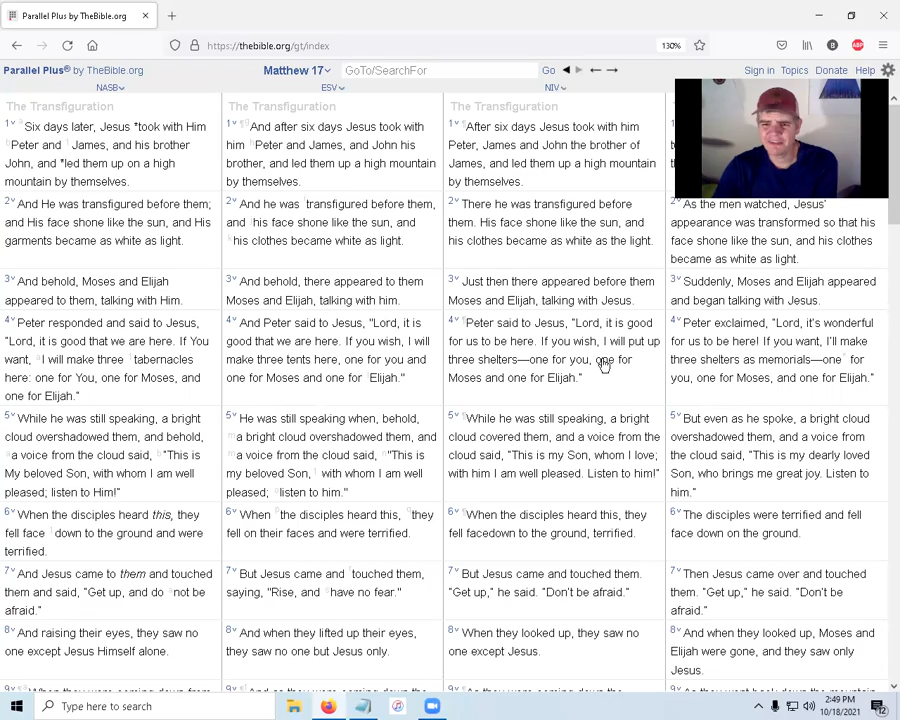 Parallel Plus by TheBible.org
https://thebible.org/gt/index
130%
Parallel Plus® by TheBible.org
Matthew 17
GoTo/SearchFor
Go
Sign in
Topics
Donate
Help
NASB
ESV
NIV
The Transfiguration
1 Six days later, Jesus *took with Him
Peter and James, and his brother
John, and *led them up on a high
mountain by themselves.
2 And He was transfigured before them;
and His face shone like the sun, and His
garments became as white as light.
3 And behold, Moses and Elijah
appeared to them, talking with Him.
4 Peter responded and said to Jesus,
"Lord, it is good that we are here. If You
want, I will make three tabernacles
here: one for You, one for Moses, and
one for Elijah."
5 While he was still speaking, a bright
cloud overshadowed them, and behold,
a voice from the cloud said, "This is
My beloved Son, with whom I am well
pleased; listen to Him!"
6 When the disciples heard this, they
fell face down to the ground and were
terrified.
7 And Jesus came to them and touched
them and said, "Get up, and do not be
afraid."
8 And raising their eyes, they saw no
one except Jesus Himself alone.
The Transfiguration
1 And after six days Jesus took with
him Peter and James, and John his
brother, and led them up a high mountain
by themselves.
2 And he was transfigured before them,
and his face shone like the sun, and
his clothes became white as light.
3 And behold, there appeared to them
Moses and Elijah, talking with him.
4 And Peter said to Jesus, "Lord, it is
good that we are here. If you wish, I will
make three tents here, one for you and
one for Moses and one for Elijah."
5 He was still speaking when, behold,
a bright cloud overshadowed them, and
a voice from the cloud said, "This is
my beloved Son, with whom I am well
pleased; listen to him."
6 When the disciples heard this, they
fell on their faces and were terrified.
7 But Jesus came and touched them,
saying, "Rise, and have no fear."
8 And when they lifted up their eyes,
they saw no one but Jesus only.
The Transfiguration
1 After six days Jesus took with him
Peter, James and John the brother of
James, and led them up a high mountain
by themselves.
2 There he was transfigured before
them. His face shone like the sun, and
his clothes became as white as the light.
3 Just then there appeared before them
Moses and Elijah, talking with Jesus.
4 Peter said to Jesus, "Lord, it is good
for us to be here. If you wish, I will put up
three shelters—one for you, one for
Moses and one for Elijah."
5 While he was still speaking, a bright
cloud covered them, and a voice from the
cloud said, "This is my Son, whom I love;
with him I am well pleased. Listen to him!"
6 When the disciples heard this, they
fell facedown to the ground, terrified.
7 But Jesus came and touched them.
"Get up," he said. "Don't be afraid."
8 When they looked up, they saw no
one except Jesus.
2 As the men watched, Jesus'
appearance was transformed so that his
face shone like the sun, and his clothes
became as white as light.
3 Suddenly, Moses and Elijah appeared
and began talking with Jesus.
4 Peter exclaimed, "Lord, it's wonderful
for us to be here! If you want, I'll make
three shelters as memorials—one for
you, one for Moses, and one for Elijah."
5 But even as he spoke, a bright cloud
overshadowed them, and a voice from
the cloud said, "This is my dearly loved
Son, who brings me great joy. Listen to
him."
6 The disciples were terrified and fell
face down on the ground.
7 Then Jesus came over and touched
them. "Get up," he said. "Don't be
afraid."
8 And when they looked up, Moses and
Elijah were gone, and they saw only
Jesus.
Type here to search
2:49 PM
10/18/2021